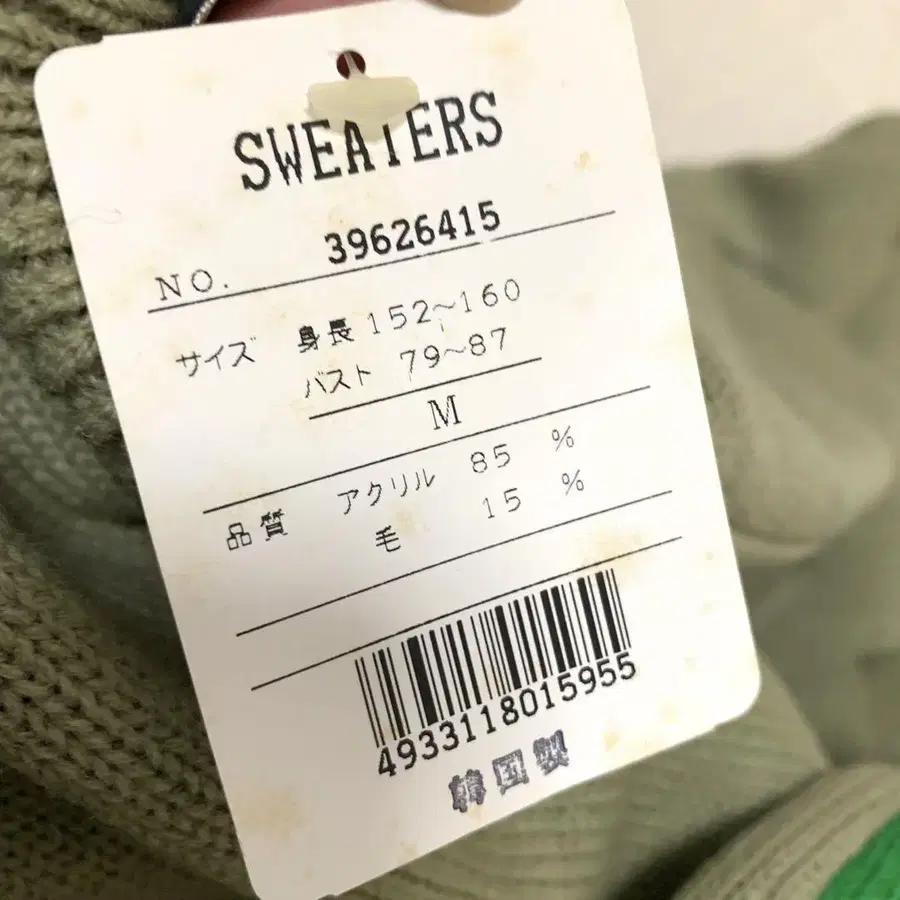 SWEATERS
NO. 39626415
サイズ 身長 152~160
バスト 79~87
M
品質 アクリル 85 %
毛 15 %
4933118015955
韓国製